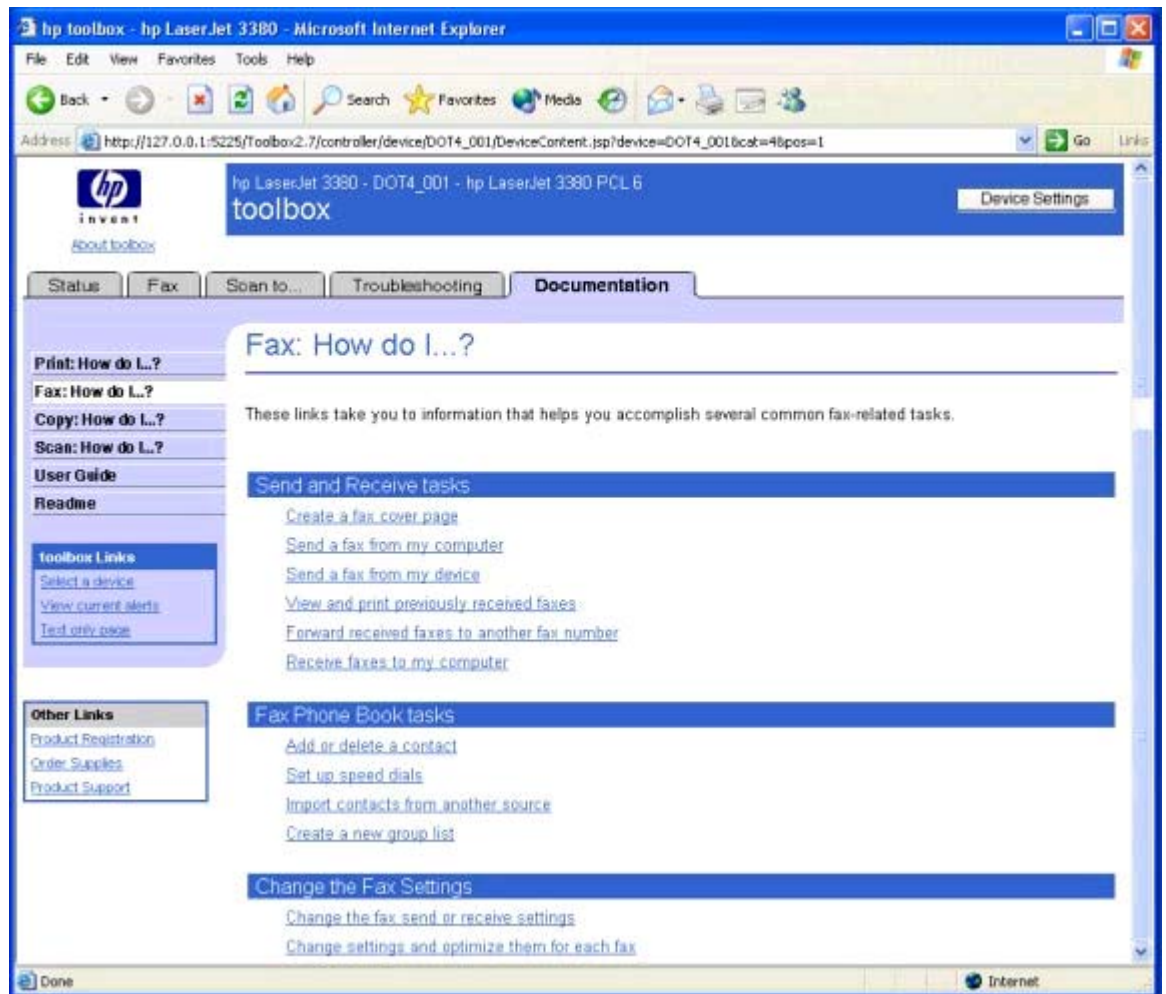 hp toolbox - hp LaserJet 3380 - Microsoft Internet Explorer
File Edit View Favorites Tools Help
Back Search Favorites Media
Address http://127.0.0.1:5225/Toolbox2.7/controller/device/DOT4_001/DeviceContent.jsp?device=DOT4_001&cat=4&pos=1 Go Links
hp
invent
About toolbox
hp LaserJet 3380 - DOT4_001 - hp LaserJet 3380 PCL 6
toolbox
Device Settings
Status Fax Scan to... Troubleshooting Documentation
Print: How do I...?
Fax: How do I...?
Copy: How do I...?
Scan: How do I...?
User Guide
Readme
toolbox Links
Select a device
View current alerts
Text only page
Other Links
Product Registration
Order Supplies
Product Support
Fax: How do I...?
These links take you to information that helps you accomplish several common fax-related tasks.
Send and Receive tasks
Create a fax cover page
Send a fax from my computer
Send a fax from my device
View and print previously received faxes
Forward received faxes to another fax number
Receive faxes to my computer
Fax Phone Book tasks
Add or delete a contact
Set up speed dials
Import contacts from another source
Create a new group list
Change the Fax Settings
Change the fax send or receive settings
Change settings and optimize them for each fax
Done Internet